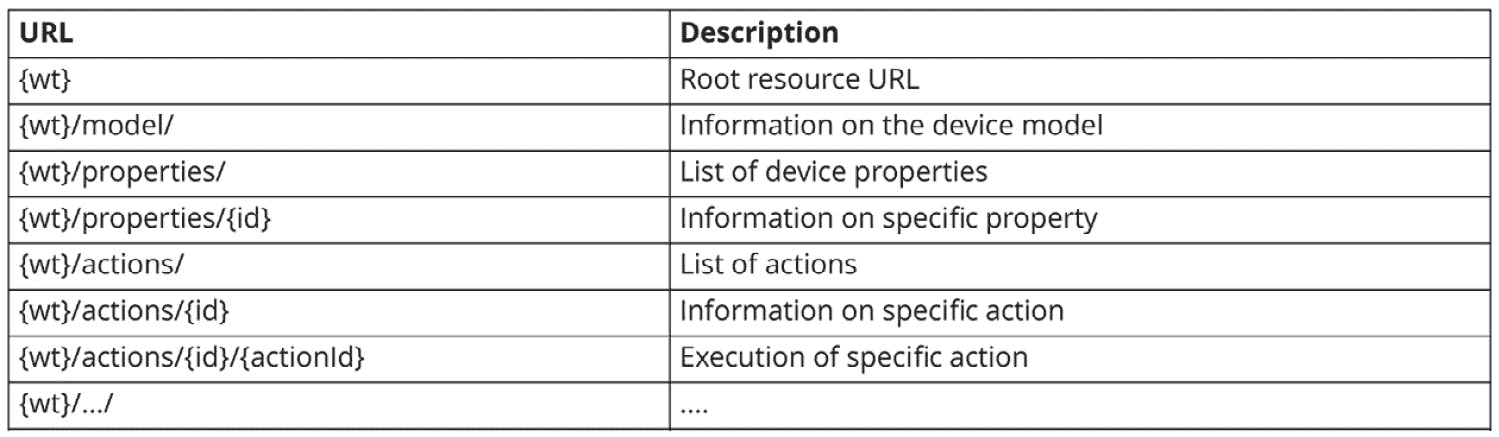 URL Description
{wt} Root resource URL
{wt}/model/ Information on the device model
{wt}/properties/ List of device properties
{wt}/properties/{id} Information on specific property
{wt}/actions/ List of actions
{wt}/actions/{id} Information on specific action
{wt}/actions/{id}/{actionId} Execution of specific action
{wt}/.../ ....